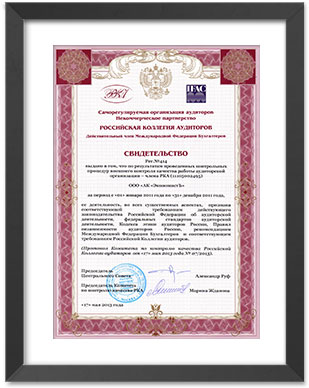 РКА
IFAC
Саморегулируемая организация аудиторов
Некоммерческое партнерство
РОССИЙСКАЯ КОЛЛЕГИЯ АУДИТОРОВ
Действительный член Международной Федерации Бухгалтеров
СВИДЕТЕЛЬСТВО
Рег.№414
выдано в том, что по результатам проведенных контрольных
процедур внешнего контроля качества работы аудиторской
организации – члена РКА
ООО «АК «Экономист»
за период с «01» января 2011 года по «31» декабря 2011 года,
ее деятельность, во всех существенных аспектах, признана
соответствующей требованиям действующего
законодательства Российской Федерации об аудиторской
деятельности, федеральных стандартов аудиторской
деятельности, Кодекса этики аудиторов России, Правил
независимости аудиторов России, рекомендациям
Международной Федерации Бухгалтеров и соответствующим
требованиям Российской Коллегии аудиторов.
(Протокол Комитета по контролю качества Российской
Коллегии аудиторов от «17» мая 2013 года № 07/2013).
Председатель
Центрального Совета Александр Руф
Председатель Комитета
по контролю качества РКА Марина Жданова
«17» мая 2013 года